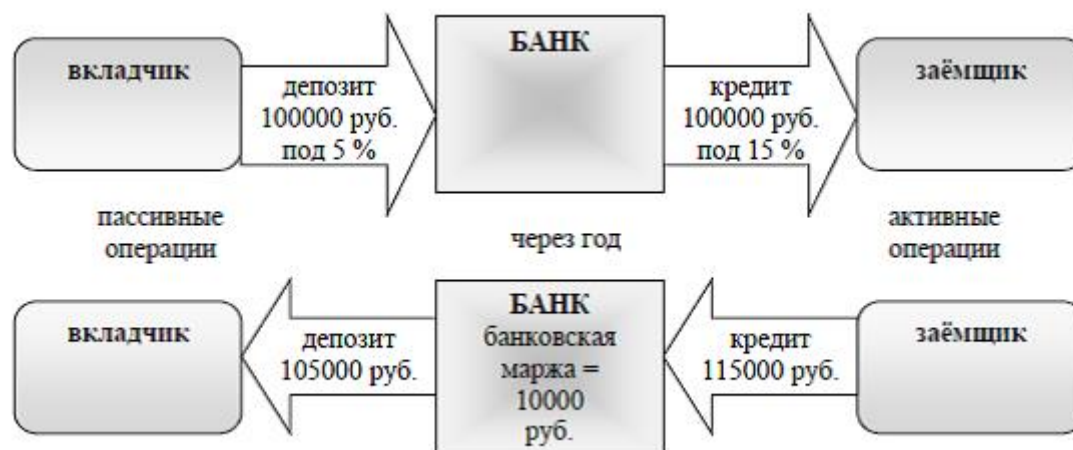 вкладчик
депозит
100000 руб.
под 5 %
БАНК
кредит
100000 руб.
под 15 %
заёмщик
пассивные
операции
через год
активные
операции
вкладчик
депозит
105000 руб.
БАНК
банковская
маржа =
10000
руб.
кредит
115000 руб.
заёмщик